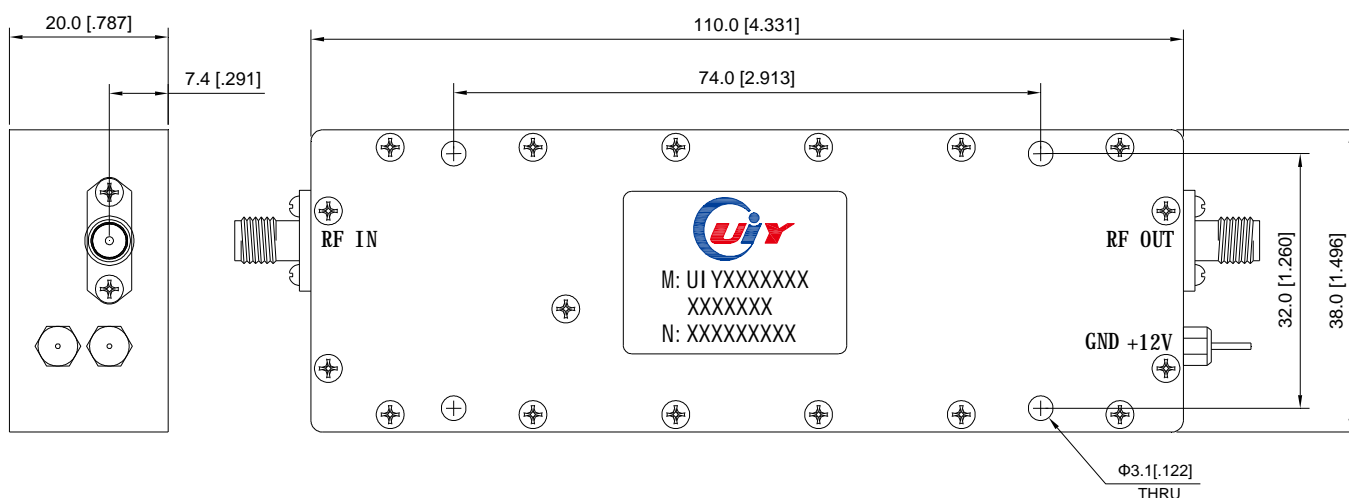 20.0 [.787]
7.4 [.291]
110.0 [4.331]
74.0 [2.913]
RF IN
UiY
M: UIYXXXXXXX
XXXXXXX
N: XXXXXXXXX
RF OUT
GND +12V
32.0 [1.260]
38.0 [1.496]
Φ3.1[.122]
THRU